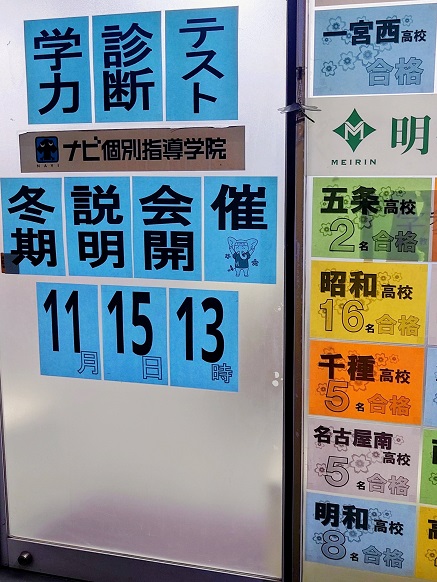 学力診断テスト
ナビ個別指導学院
NAVI
冬期説明会開催
11月15日13時
一宮西高校
合格
明
MEIRIN
五条高校
2名合格
昭和高校
16名合格
千種高校
5名合格
名古屋南高校
5名合格
明和高校
8名合格